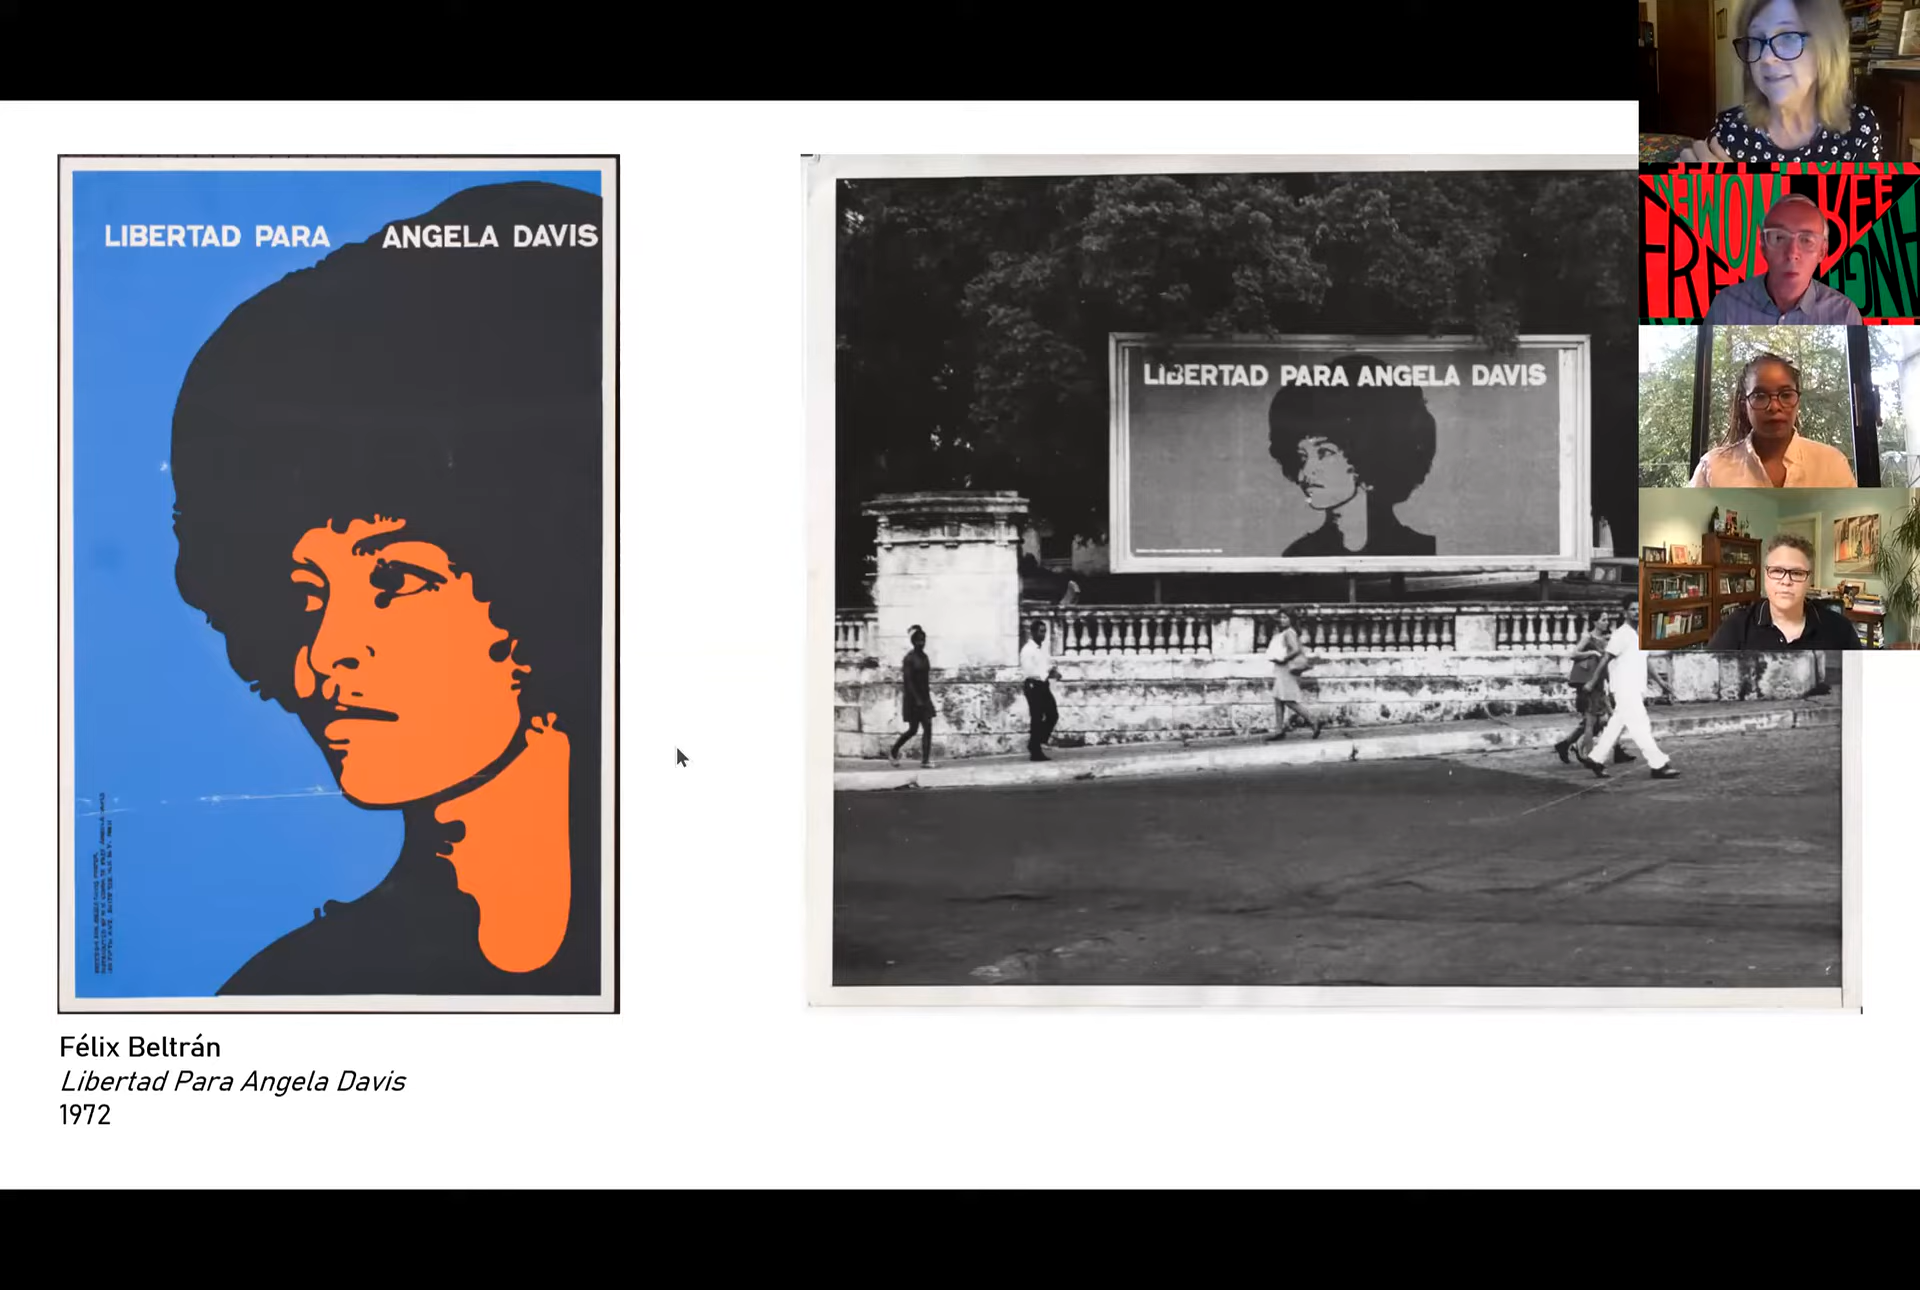 LIBERTAD PARA ANGELA DAVIS
LIBERTAD PARA ANGELA DAVIS
Félix Beltrán
Libertad Para Angela Davis
1972